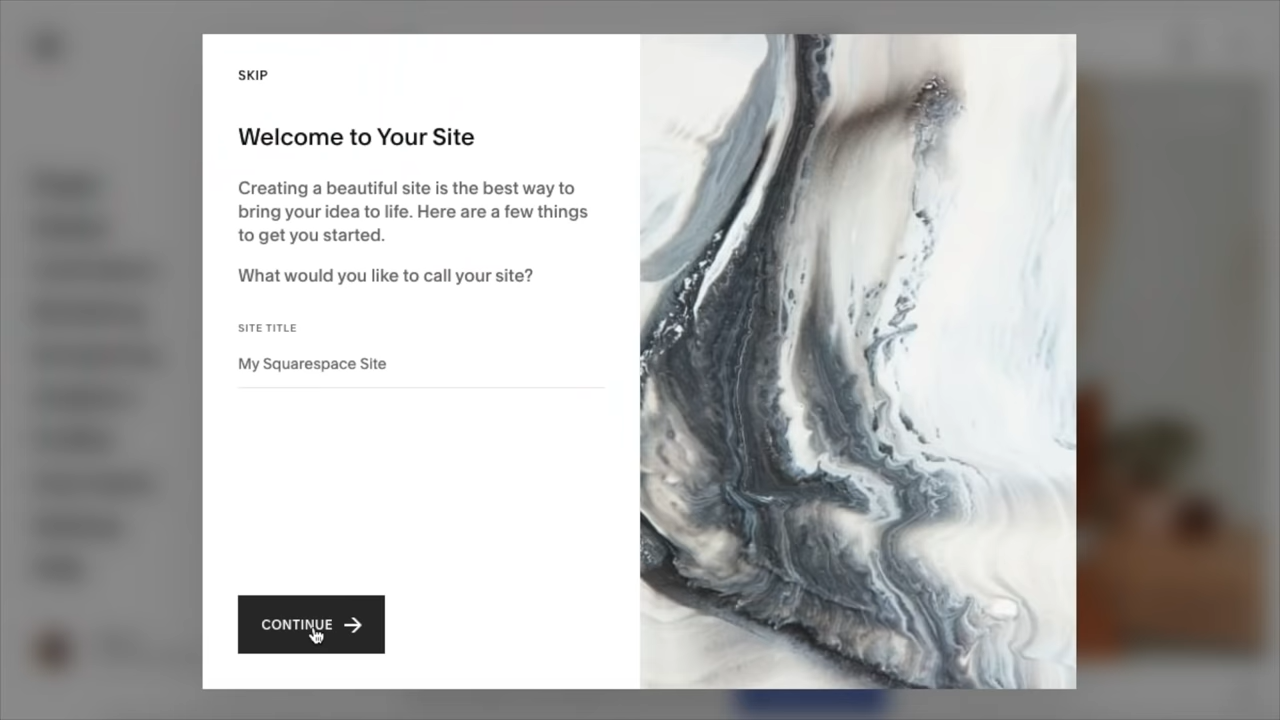 SKIP
Welcome to Your Site
Creating a beautiful site is the best way to
bring your idea to life. Here are a few things
to get you started.
What would you like to call your site?
SITE TITLE
My Squarespace Site
CONTINUE